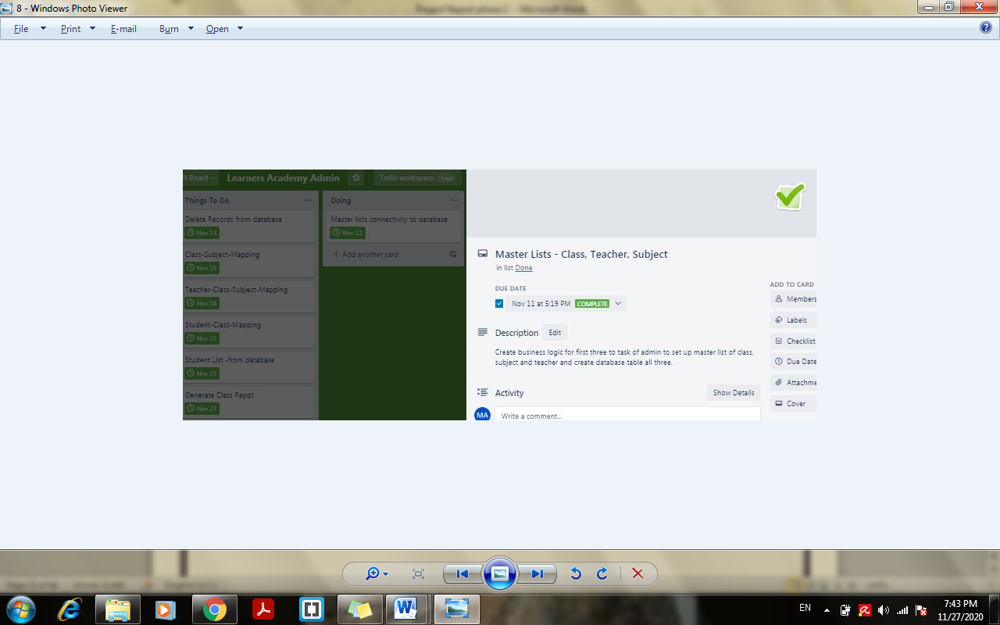 8 - Windows Photo Viewer
Project Report phase 2 - Microsoft Word
File Print E-mail Burn Open
Board Learners Academy Admin Trello workspace Free
Things To Do
Delete Records from database
Nov 13
Class-Subject-Mapping
Nov 15
Teacher-Class-Subject-Mapping
Nov 18
Student-Class-Mapping
Nov 21
Student List -from database
Nov 23
Generate Class Repot
Nov 27
Doing
Master lists connectivity to database
Nov 12
+ Add another card
Master Lists - Class, Teacher, Subject
in list Done
DUE DATE
Nov 11 at 5:19 PM COMPLETE
Description Edit
Create business logic for first three to task of admin to set up master list of class,
subject and teacher and create database table all three.
Activity Show Details
MA Write a comment...
ADD TO CARD
Members
Labels
Checklist
Due Date
Attachme
Cover
EN
7:43 PM
11/27/2020